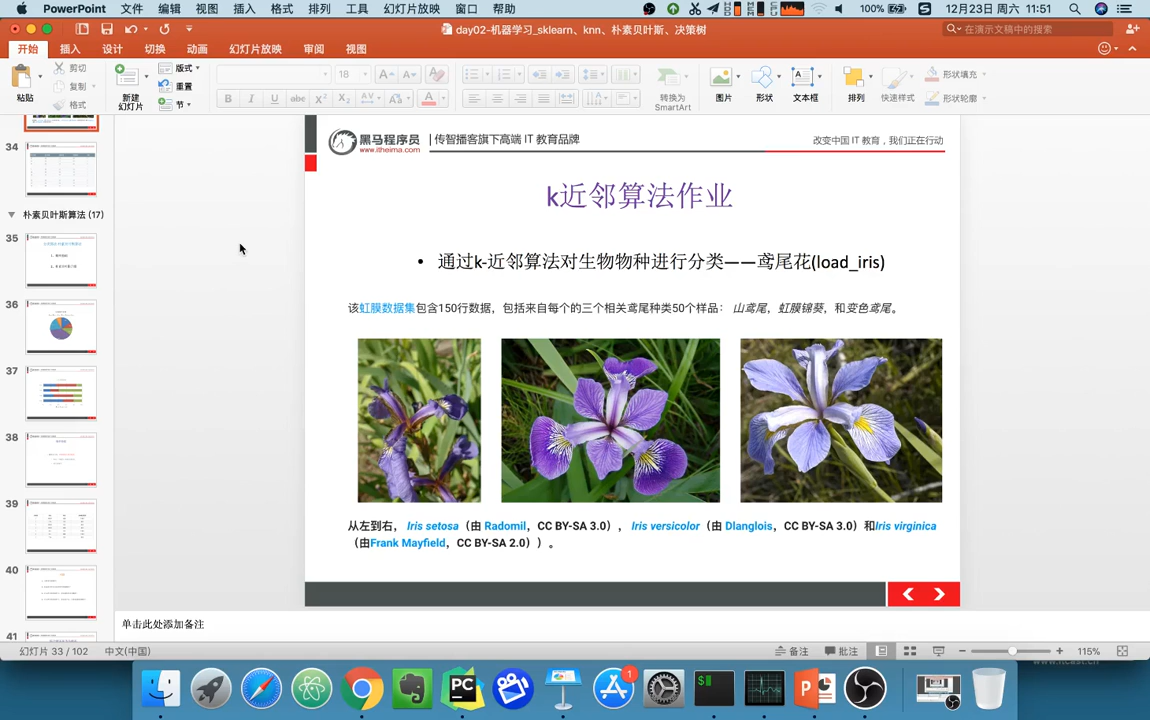 PowerPoint 文件 编辑 视图 插入 格式 排列 工具 幻灯片放映 窗口 帮助 100% 12月23日 周六 11:51
day02-机器学习_sklearn、knn、朴素贝叶斯、决策树
在演示文稿中的搜索
开始 插入 设计 切换 动画 幻灯片放映 审阅 视图
粘贴
剪切
复制
格式
新建
幻灯片
版式
重置
节
18
转换为
SmartArt
图片
形状
文本框
排列
快速样式
形状填充
形状轮廓
34
朴素贝叶斯算法 (17)
35
36
37
38
39
40
41
黑马程序员
www.itheima.com
传智播客旗下高端 IT 教育品牌
改变中国 IT 教育，我们正在行动
k近邻算法作业
• 通过k-近邻算法对生物物种进行分类——鸢尾花(load_iris)
该虹膜数据集包含150行数据，包括来自每个的三个相关鸢尾种类50个样品： 山鸢尾，虹膜锦葵，和变色鸢尾。
从左到右， Iris setosa（由 Radomil，CC BY-SA 3.0）， Iris versicolor（由 Dlanglois，CC BY-SA 3.0）和Iris virginica
（由Frank Mayfield，CC BY-SA 2.0））。
单击此处添加备注
幻灯片 33 / 102 中文(中国) 备注 批注 115%
PC
1